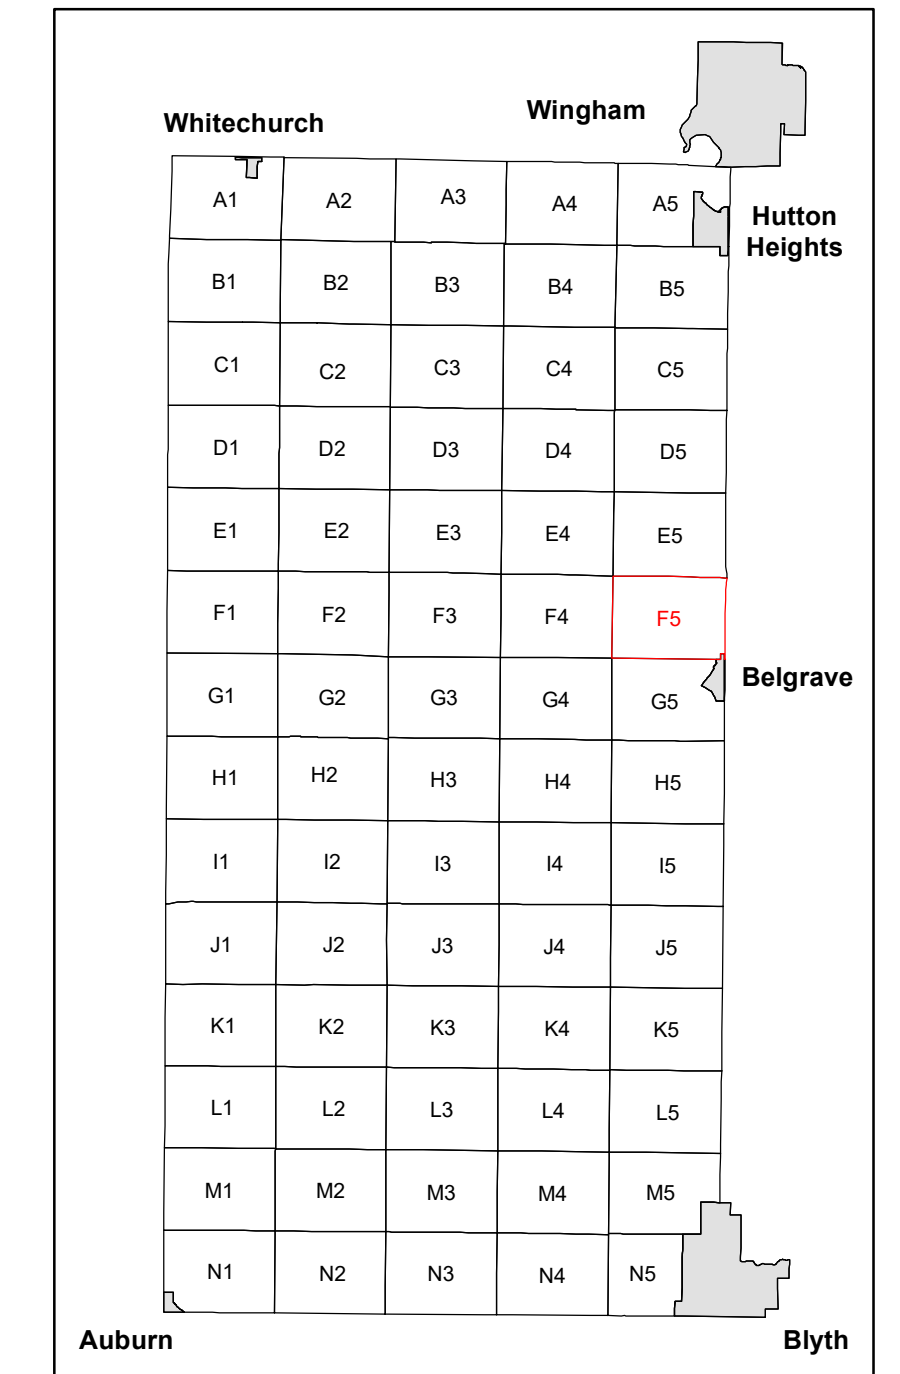 Wingham
Whitechurch
A1 A2 A3 A4 A5
Hutton
Heights
B1 B2 B3 B4 B5
C1 C2 C3 C4 C5
D1 D2 D3 D4 D5
E1 E2 E3 E4 E5
F1 F2 F3 F4 F5
Belgrave
G1 G2 G3 G4 G5
H1 H2 H3 H4 H5
I1 I2 I3 I4 I5
J1 J2 J3 J4 J5
K1 K2 K3 K4 K5
L1 L2 L3 L4 L5
M1 M2 M3 M4 M5
N1 N2 N3 N4 N5
Auburn Blyth